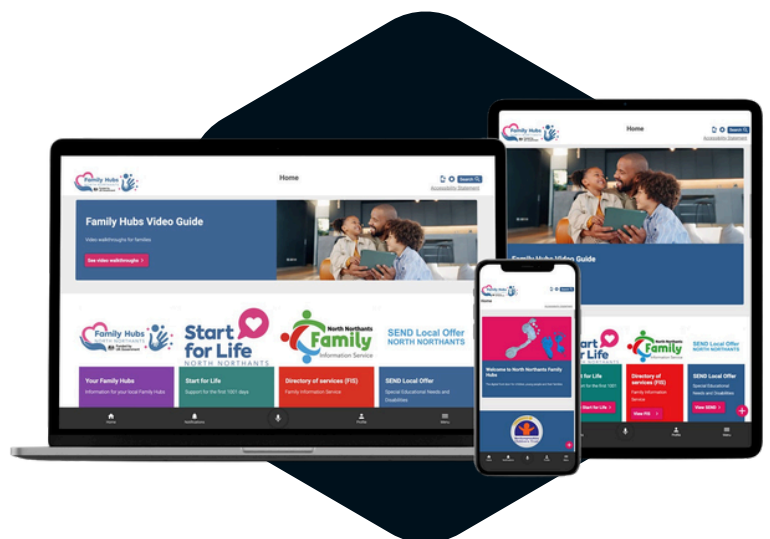 Family Hubs
Home
Search
Accessibility Statement
Family Hubs Video Guide
Video walkthroughs for families
See video walkthroughs >
Family Hubs
NORTH NORTHANTS
Funded by
UK Government
Start
for Life
NORTH NORTHANTS
North Northants
Family
Information Service
SEND Local Offer
NORTH NORTHANTS
Your Family Hubs
Information for your local Family Hubs
Start for Life
Support for the first 1001 days
Directory of services (FIS)
Family Information Service
SEND Local Offer
Special Educational Needs and
Disabilities
Home
Notifications
Profile
Menu
Family Hubs
Home
Search
Accessibility Statement
Family Hubs Video Guide
art
Life
NORTHANTS
North Northants
Family
Information Service
SEND Local Offer
NORTH NORTHANTS
for Life
for the first 1001
Start for Life >
Directory of
services (FIS)
Family Information
Service
View FIS >
SEND Local Offer
Special Educational
Needs and
Disabilities
View SEND >
Profile
Menu
Home
Welcome to North Northants Family
Hubs